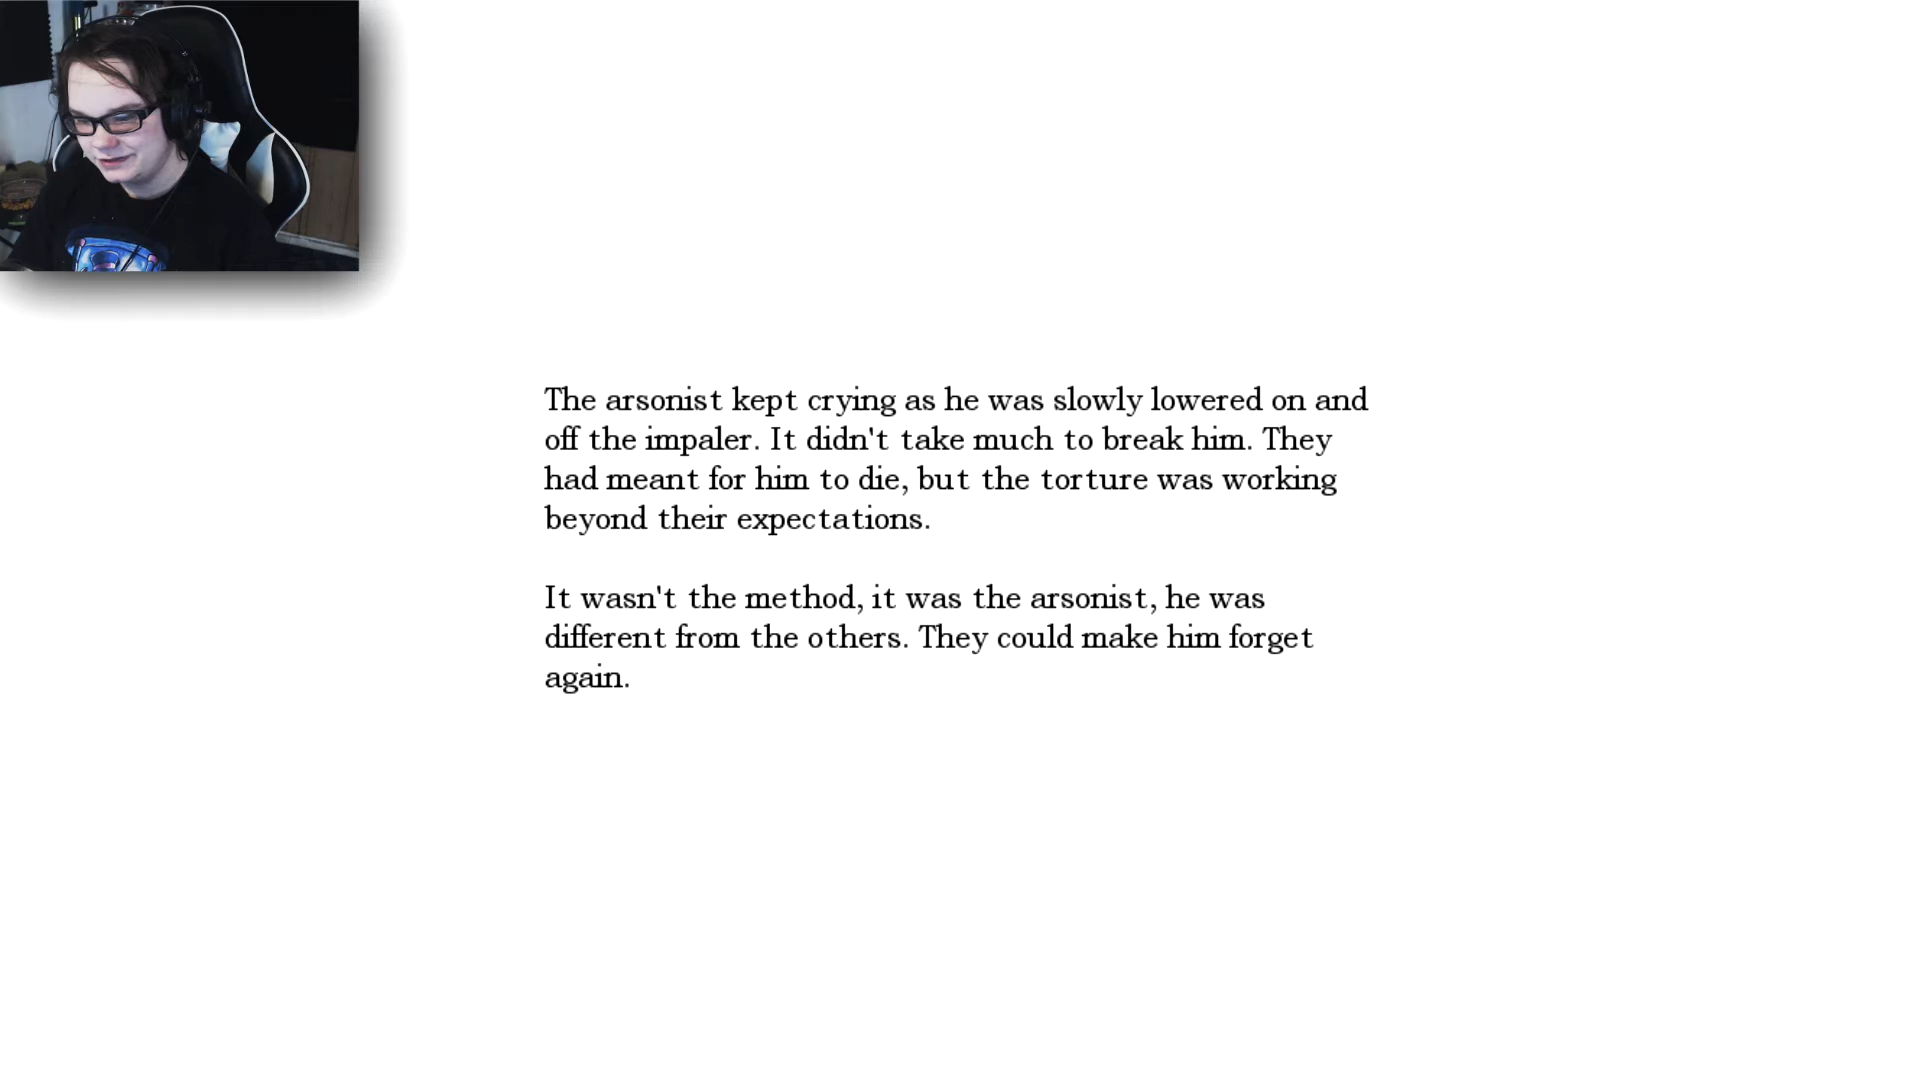 The arsonist kept crying as he was slowly lowered on and
off the impaler. It didn't take much to break him. They
had meant for him to die, but the torture was working
beyond their expectations.
It wasn't the method, it was the arsonist, he was
different from the others. They could make him forget
again.